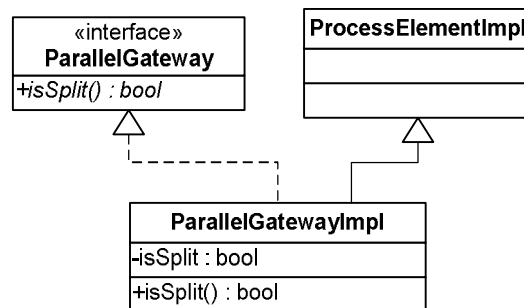 «interface»
ParallelGateway
+isSplit() : bool
ProcessElementImpl
ParallelGatewayImpl
-isSplit : bool
+isSplit() : bool